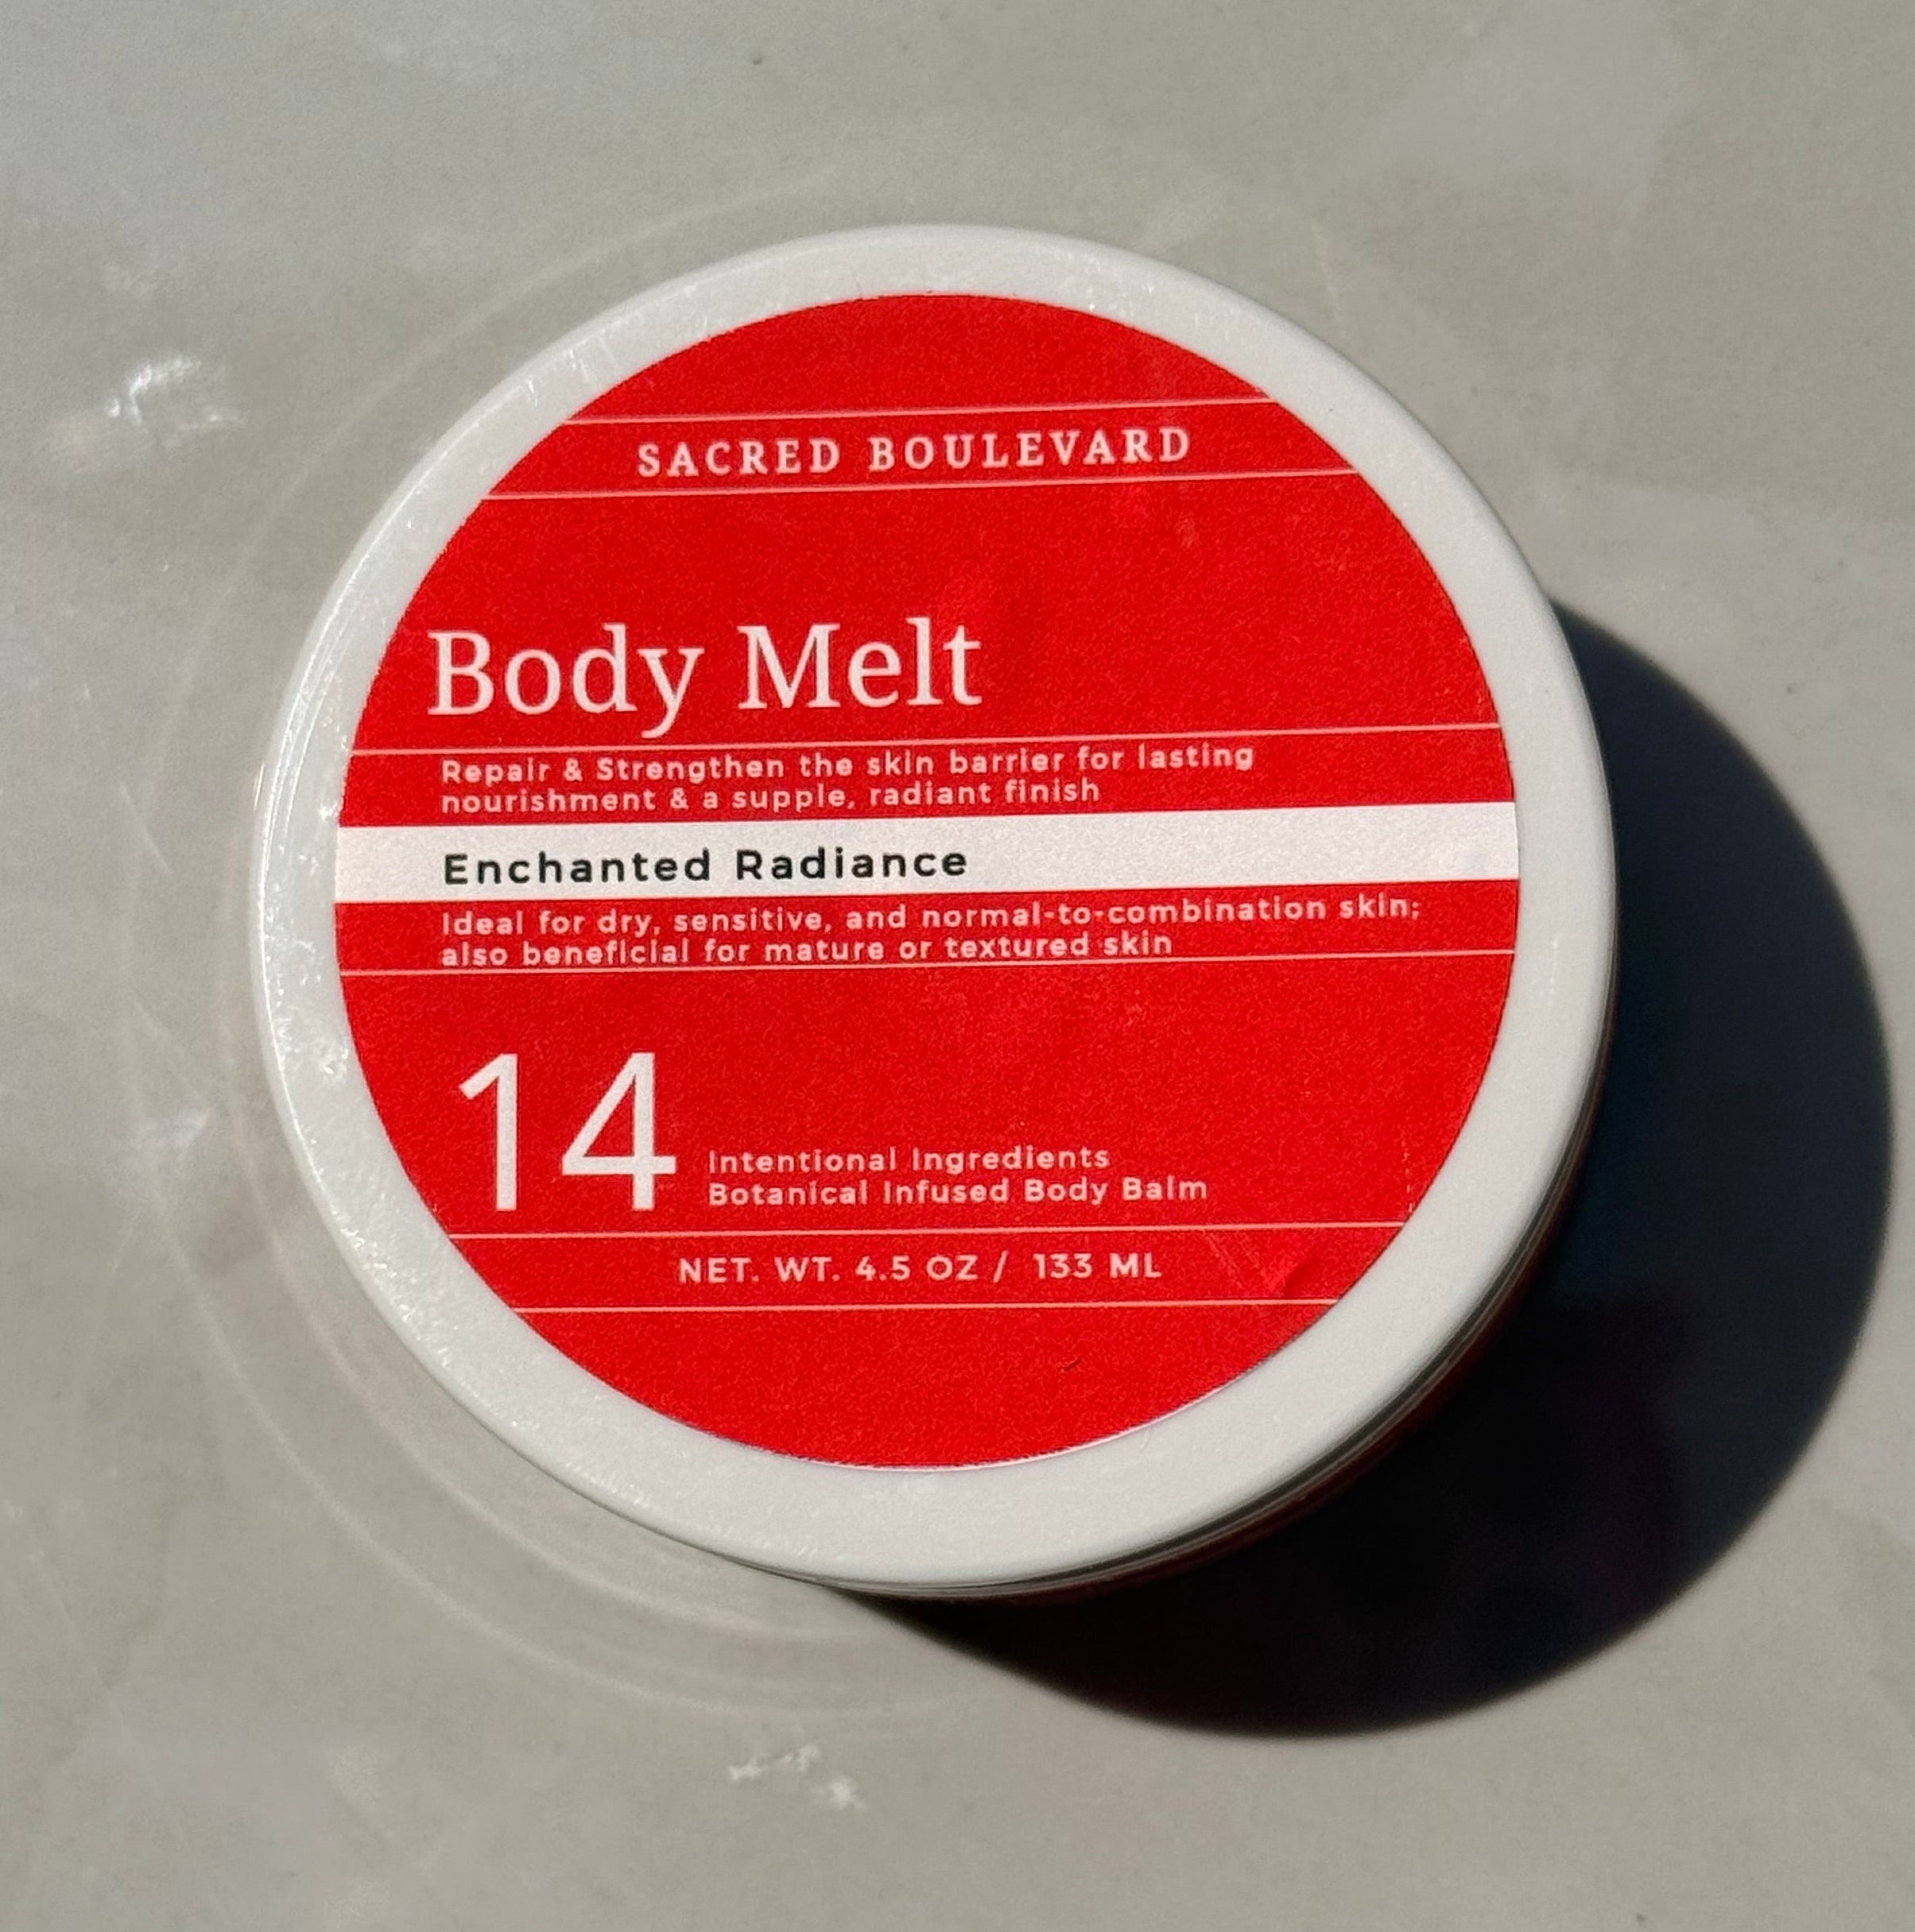 SACRED BOULEVARD
Body Melt
Repair & Strengthen the skin barrier for lasting
nourishment & a supple, radiant finish
Enchanted Radiance
Ideal for dry, sensitive, and normal-to-combination skin;
also beneficial for mature or textured skin
14
Intentional Ingredients
Botanical Infused Body Balm
NET. WT. 4.5 OZ / 133 ML